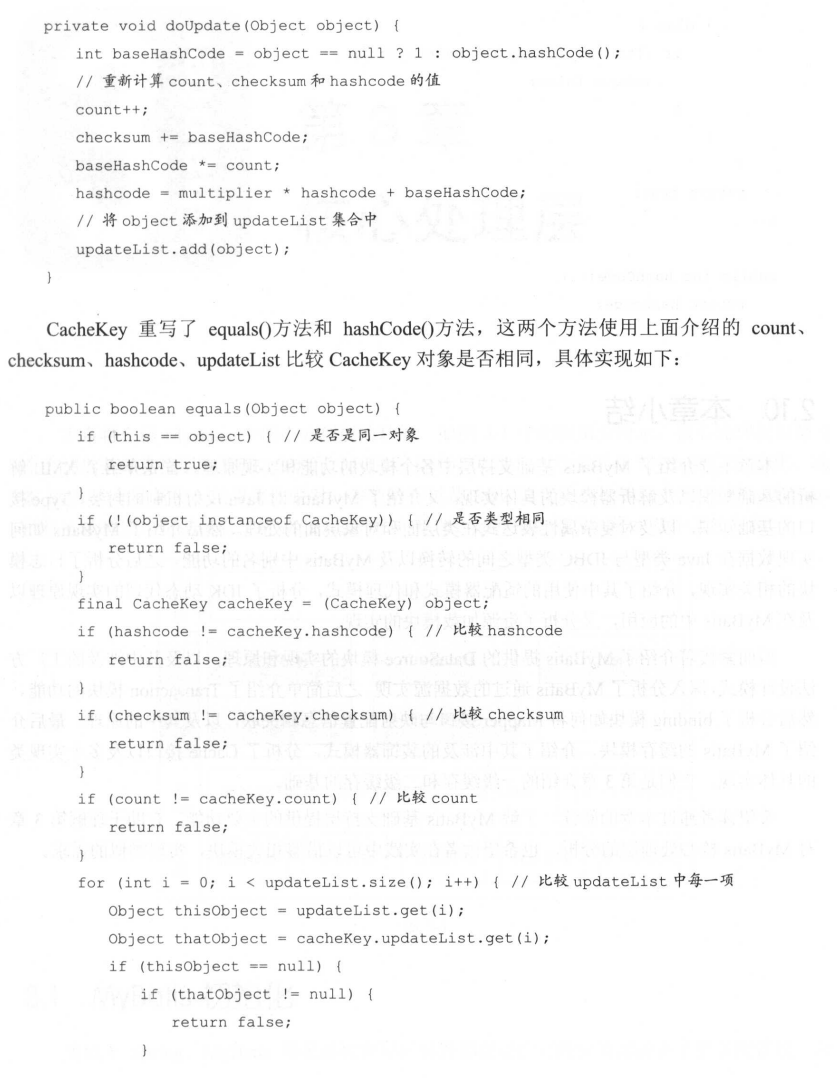 private void doUpdate(Object object) {
int baseHashCode = object == null ? 1 : object.hashCode();
// 重新计算 count、checksum 和 hashcode 的值
count++;
checksum += baseHashCode;
baseHashCode *= count;
hashcode = multiplier * hashcode + baseHashCode;
// 将 object 添加到 updateList 集合中
updateList.add(object);
}
CacheKey 重写了 equals()方法和 hashCode()方法，这两个方法使用上面介绍的 count、
checksum、hashcode、updateList 比较 CacheKey 对象是否相同，具体实现如下：
public boolean equals(Object object) {
if (this == object) { // 是否是同一对象
return true;
}
if (!(object instanceof CacheKey)) { // 是否类型相同
return false;
}
final CacheKey cacheKey = (CacheKey) object;
if (hashcode != cacheKey.hashcode) { // 比较 hashcode
return false;
}
if (checksum != cacheKey.checksum) { // 比较 checksum
return false;
}
if (count != cacheKey.count) { // 比较 count
return false;
}
for (int i = 0; i < updateList.size(); i++) { // 比较 updateList 中每一项
Object thisObject = updateList.get(i);
Object thatObject = cacheKey.updateList.get(i);
if (thisObject == null) {
if (thatObject != null) {
return false;
}